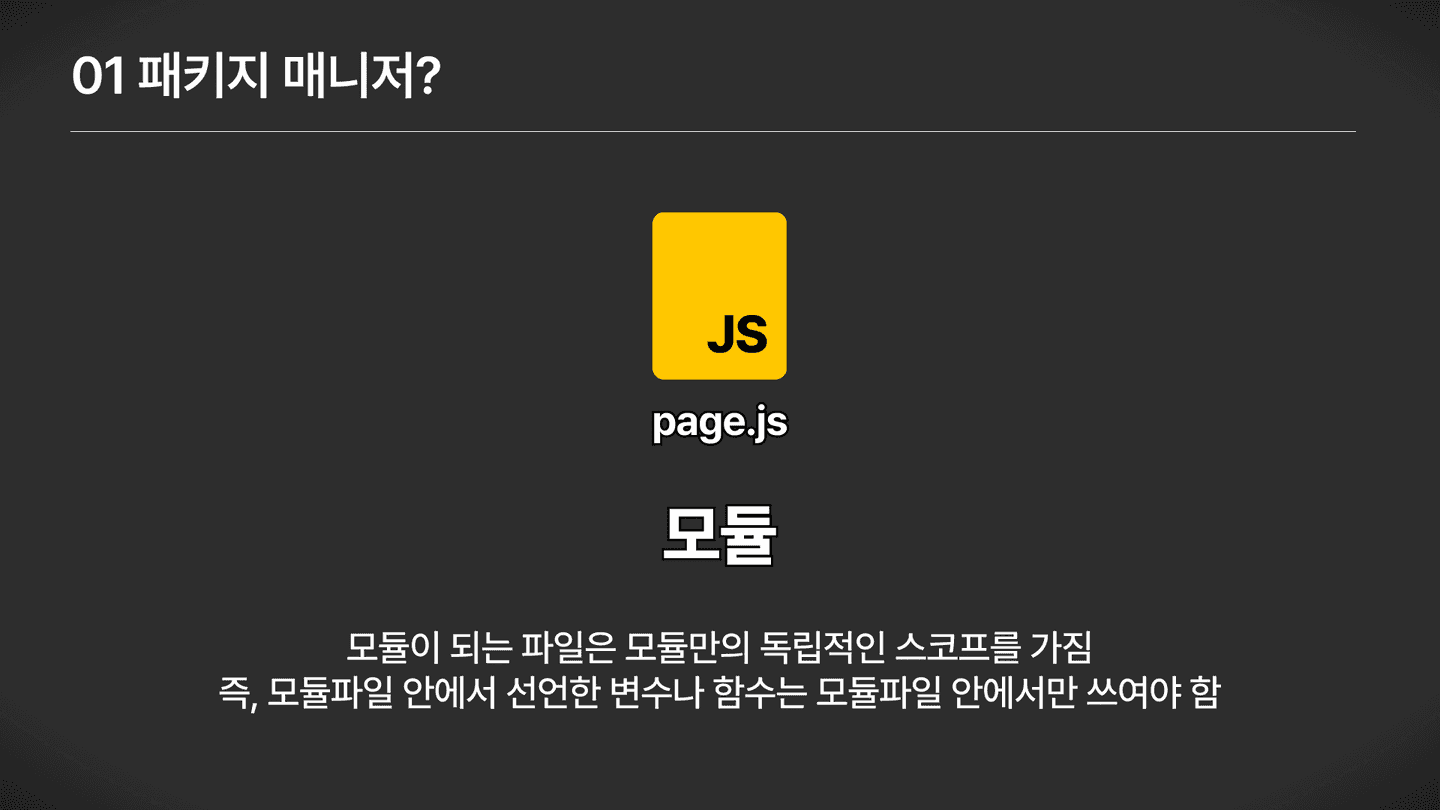 01 패키지 매니저?
JS
page.js
모듈
모듈이 되는 파일은 모듈만의 독립적인 스코프를 가짐
즉, 모듈파일 안에서 선언한 변수나 함수는 모듈파일 안에서만 쓰여야 함